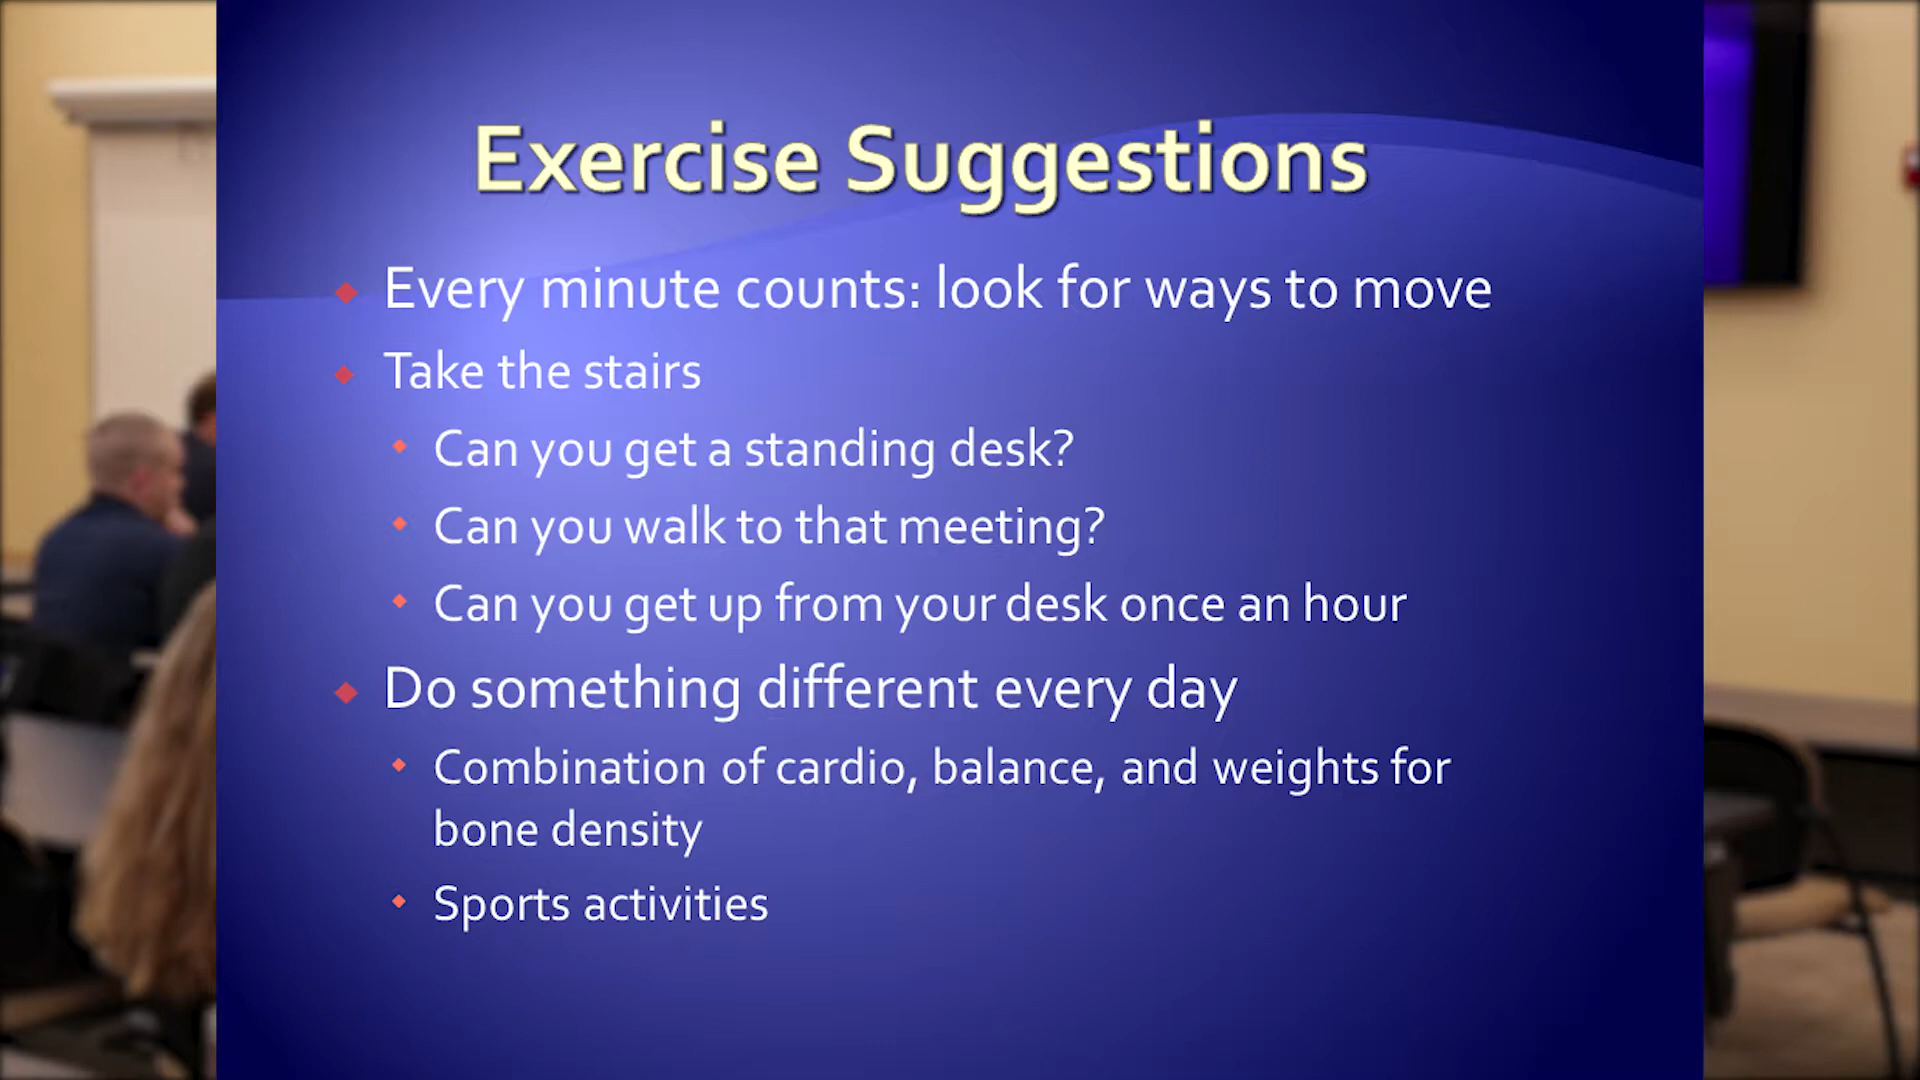 Exercise Suggestions
Every minute counts: look for ways to move
Take the stairs
Can you get a standing desk?
Can you walk to that meeting?
Can you get up from your desk once an hour
Do something different every day
Combination of cardio, balance, and weights for
bone density
Sports activities